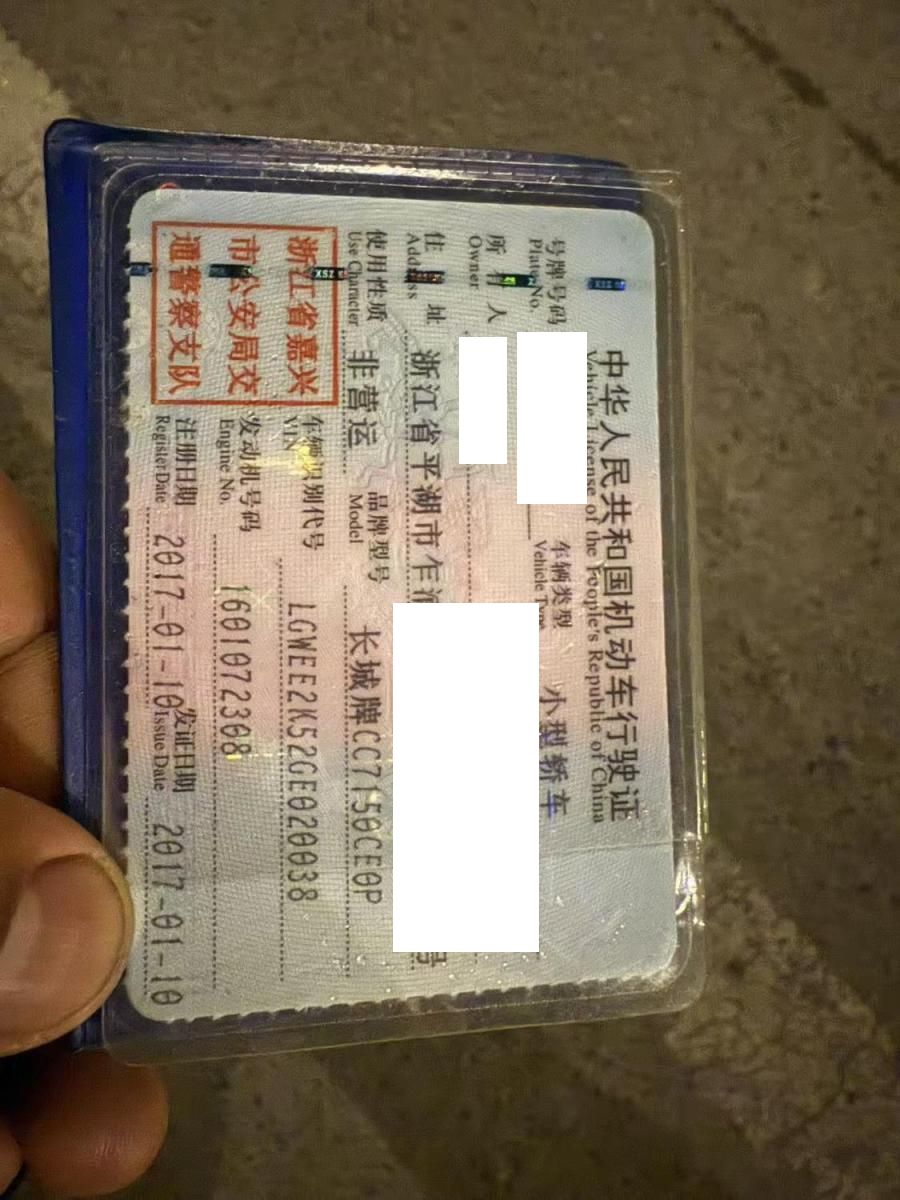 中华人民共和国机动车行驶证
Vehicle License of the People's Republic of China
号牌号码
Plate No.
车辆类型 小型轿车
Vehicle Type
所有人
Owner
住址 浙江省平湖市乍 号
Address
使用性质 非营运
Use Character
品牌型号 长城牌CC7150CE0P
Model
浙江省嘉兴
市公安局交
通警察支队
车辆识别代号 LGWEE2K52GE020038
VIN
发动机号码 1601072308
Engine No.
注册日期 2017-01-10
Register Date
发证日期 2017-01-10
Issue Date